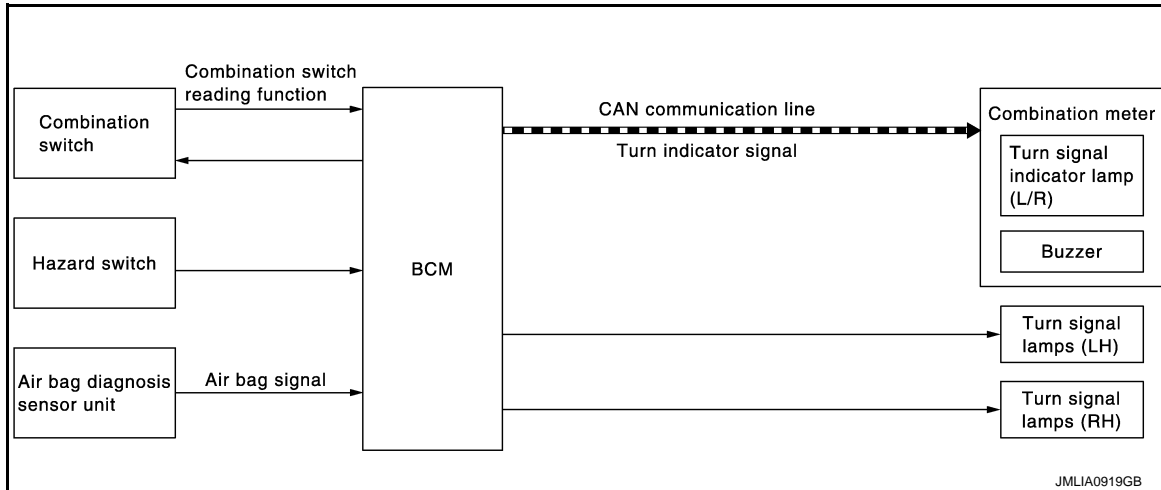 Combination switch
reading function
Combination
switch
Hazard switch
Air bag diagnosis
sensor unit
Air bag signal
BCM
CAN communication line
Turn indicator signal
Combination meter
Turn signal
indicator lamp
(L/R)
Buzzer
Turn signal
lamps (LH)
Turn signal
lamps (RH)
JMLIA0919GB